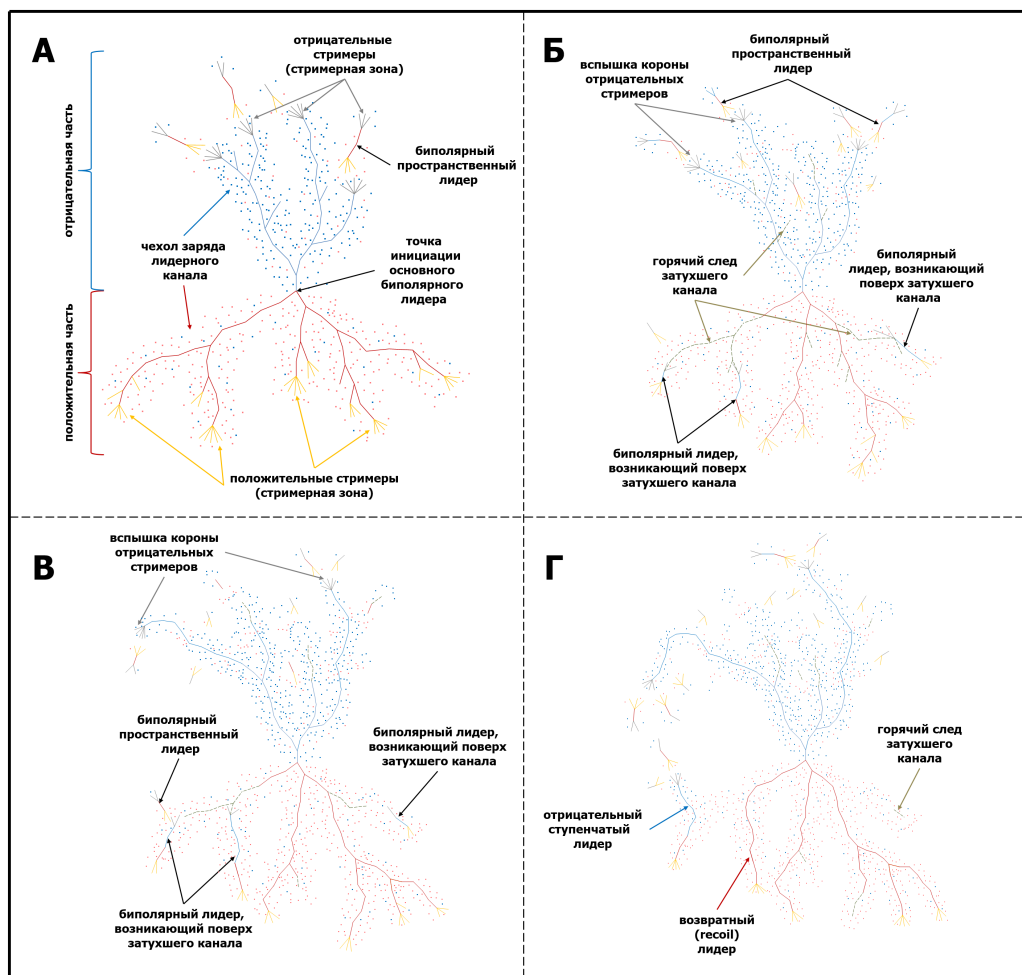 А
отрицательные
стримеры
(стримерная зона)
биполярный
пространственный
лидер
отрицательная часть
чехол заряда
лидерного
канала
точка
инициации
основного
биполярного
лидера
положительная часть
положительные стримеры
(стримерная зона)
Б
вспышка короны
отрицательных
стримеров
биполярный
пространственный
лидер
горячий след
затухшего
канала
биполярный
лидер, возникающий
поверх затухшего
канала
биполярный лидер,
возникающий поверх
затухшего канала
В
вспышка короны
отрицательных
стримеров
биполярный
пространственный
лидер
биполярный лидер,
возникающий поверх
затухшего канала
биполярный лидер,
возникающий поверх
затухшего канала
Г
горячий след
затухшего
канала
отрицательный
ступенчатый
лидер
возвратный
(recoil)
лидер